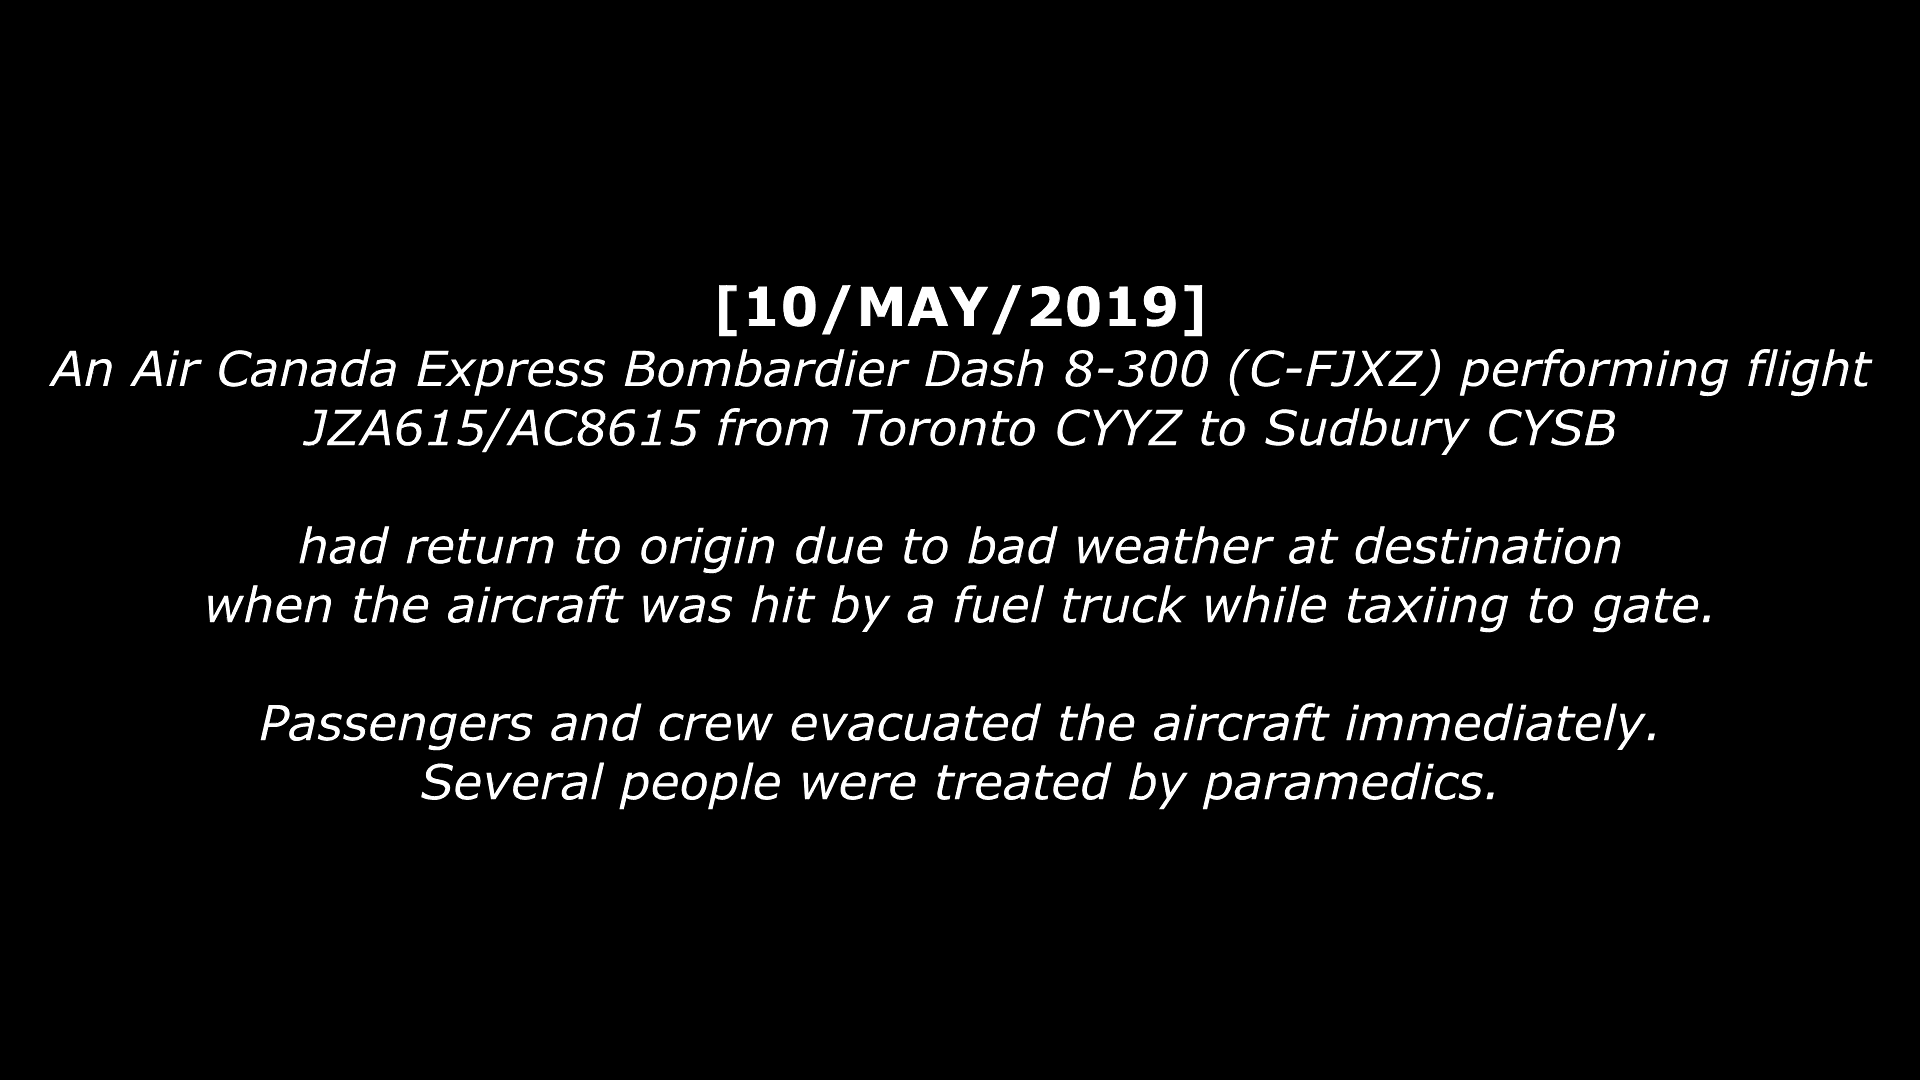 [10/MAY/2019]
An Air Canada Express Bombardier Dash 8-300 (C-FJXZ) performing flight
JZA615/AC8615 from Toronto CYYZ to Sudbury CYSB
had return to origin due to bad weather at destination
when the aircraft was hit by a fuel truck while taxiing to gate.
Passengers and crew evacuated the aircraft immediately.
Several people were treated by paramedics.